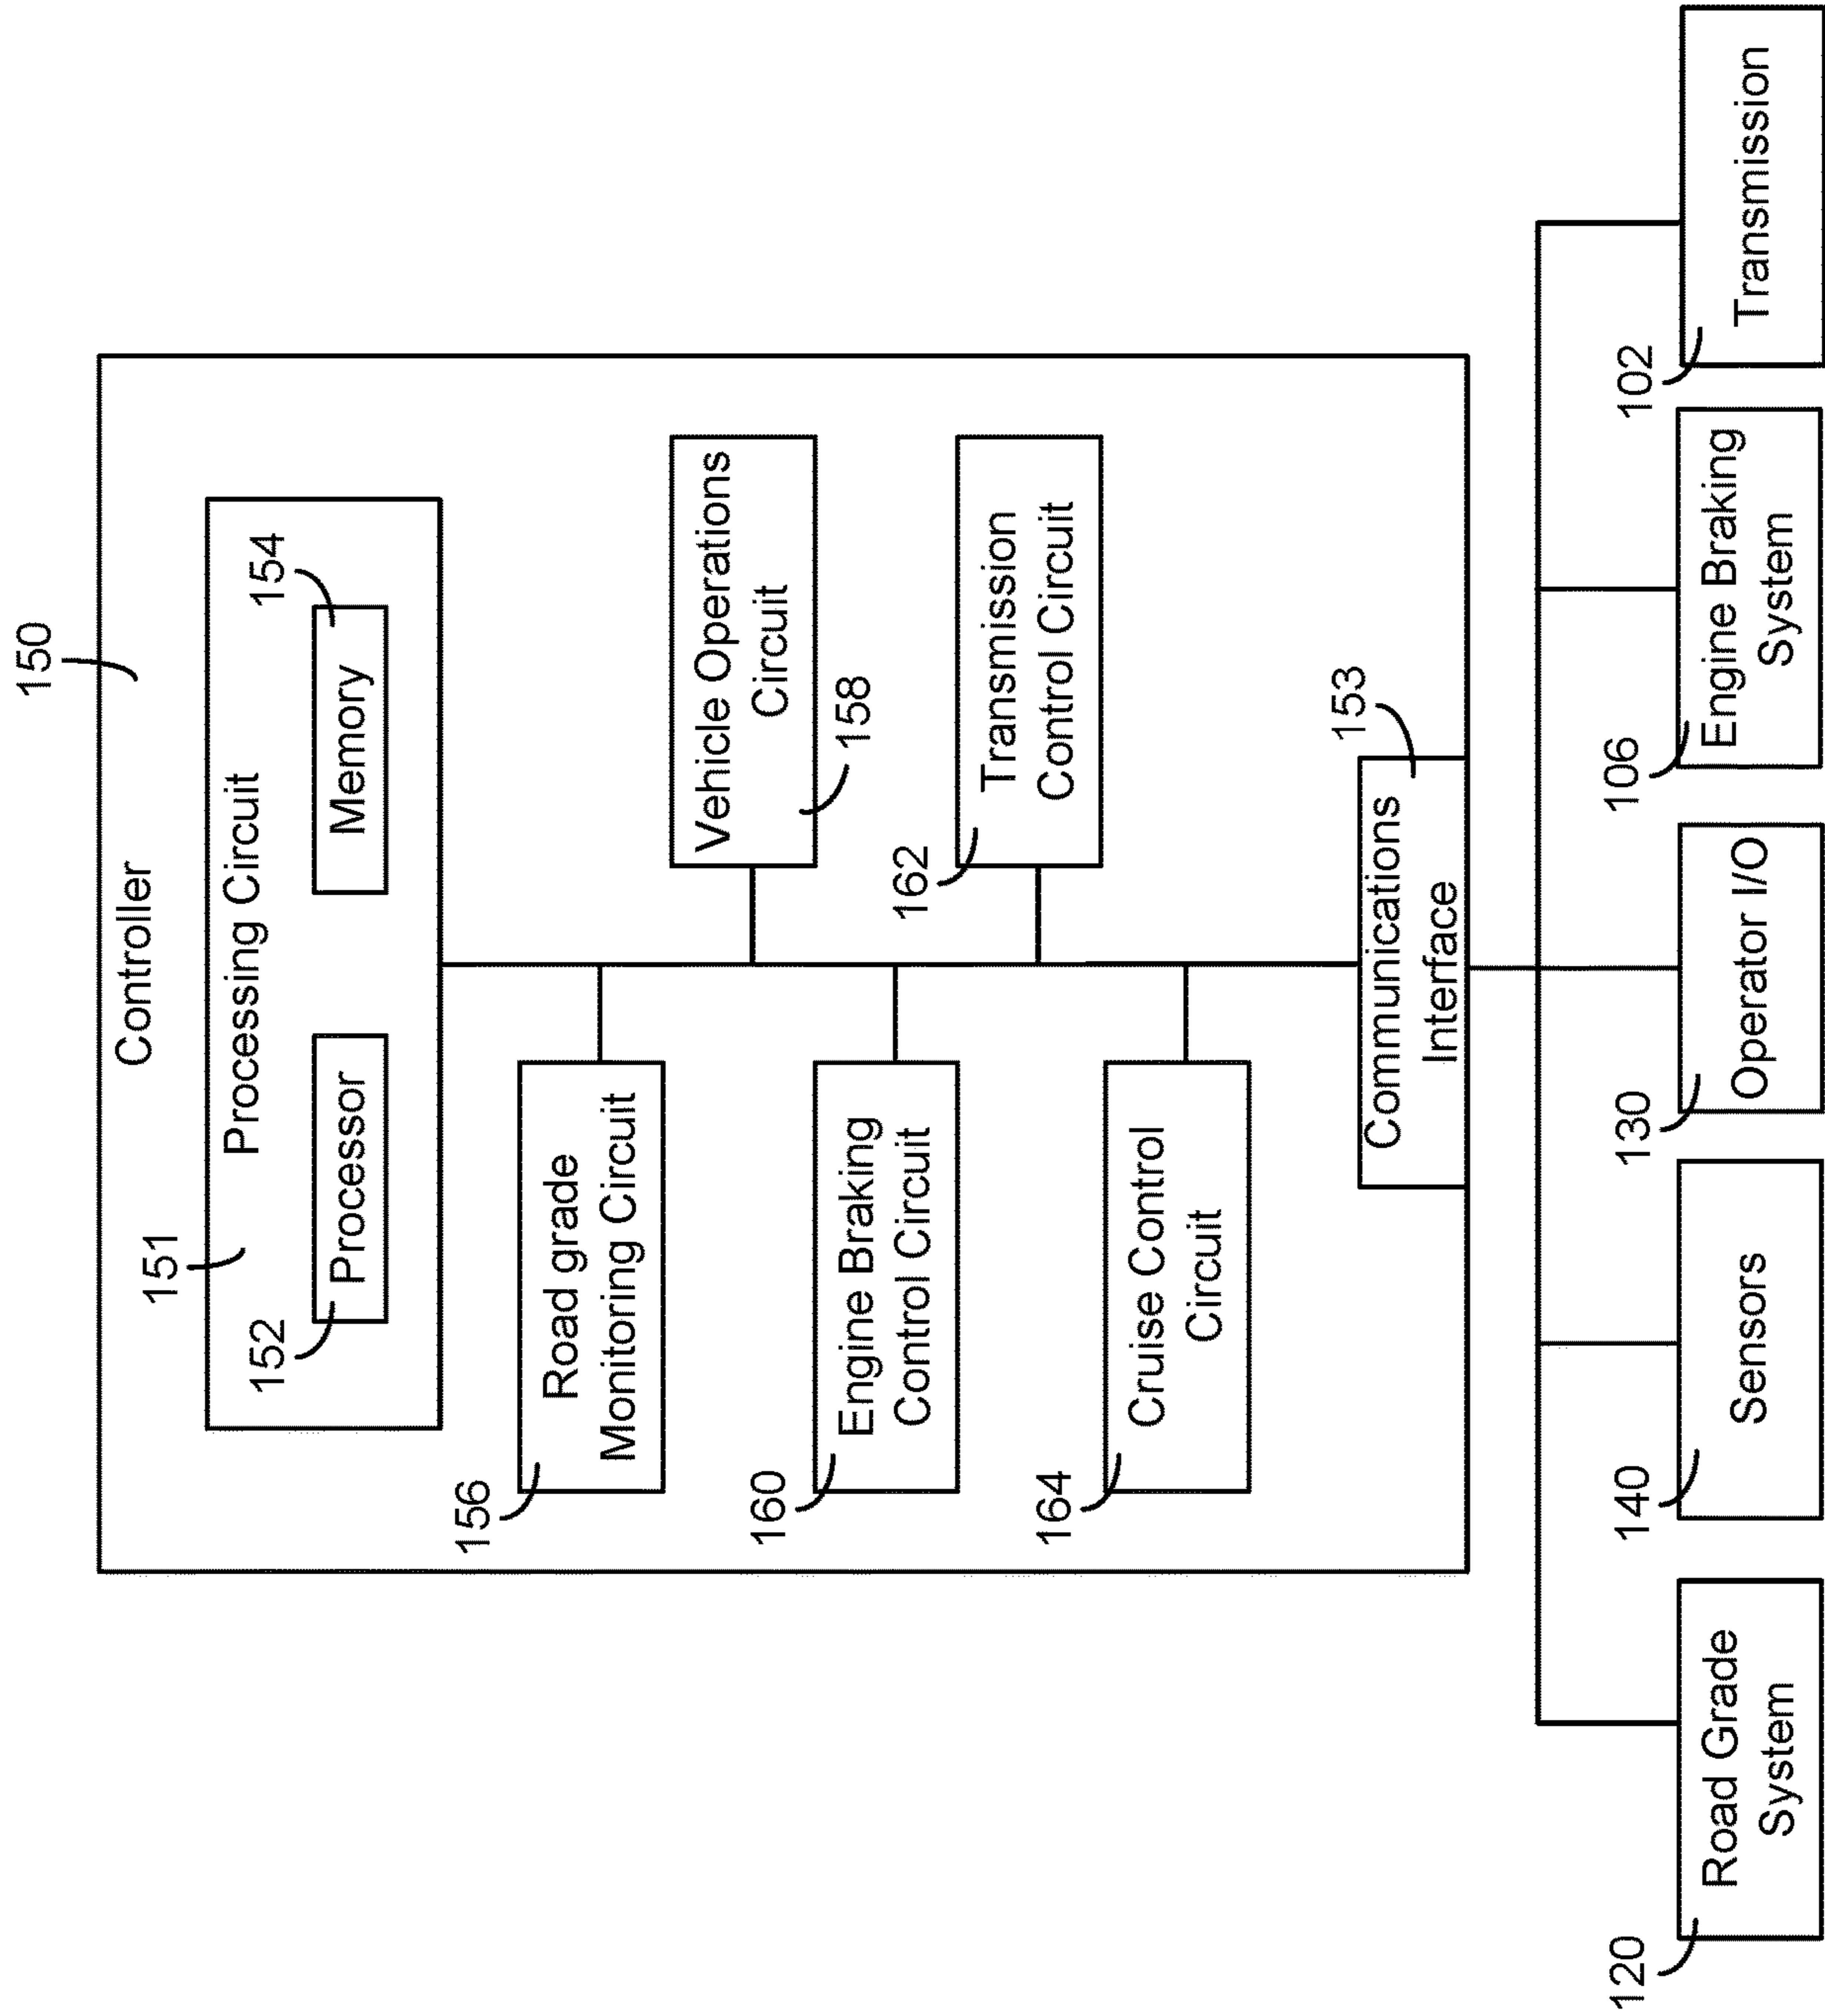 150
Controller
151
Processing Circuit
152
Processor
154
Memory
156
Road grade
Monitoring Circuit
Vehicle Operations
Circuit
158
160
Engine Braking
Control Circuit
162
Transmission
Control Circuit
164
Cruise Control
Circuit
153
Communications
Interface
120
Road Grade
System
140
Sensors
130
Operator I/O
106
Engine Braking
System
102
Transmission